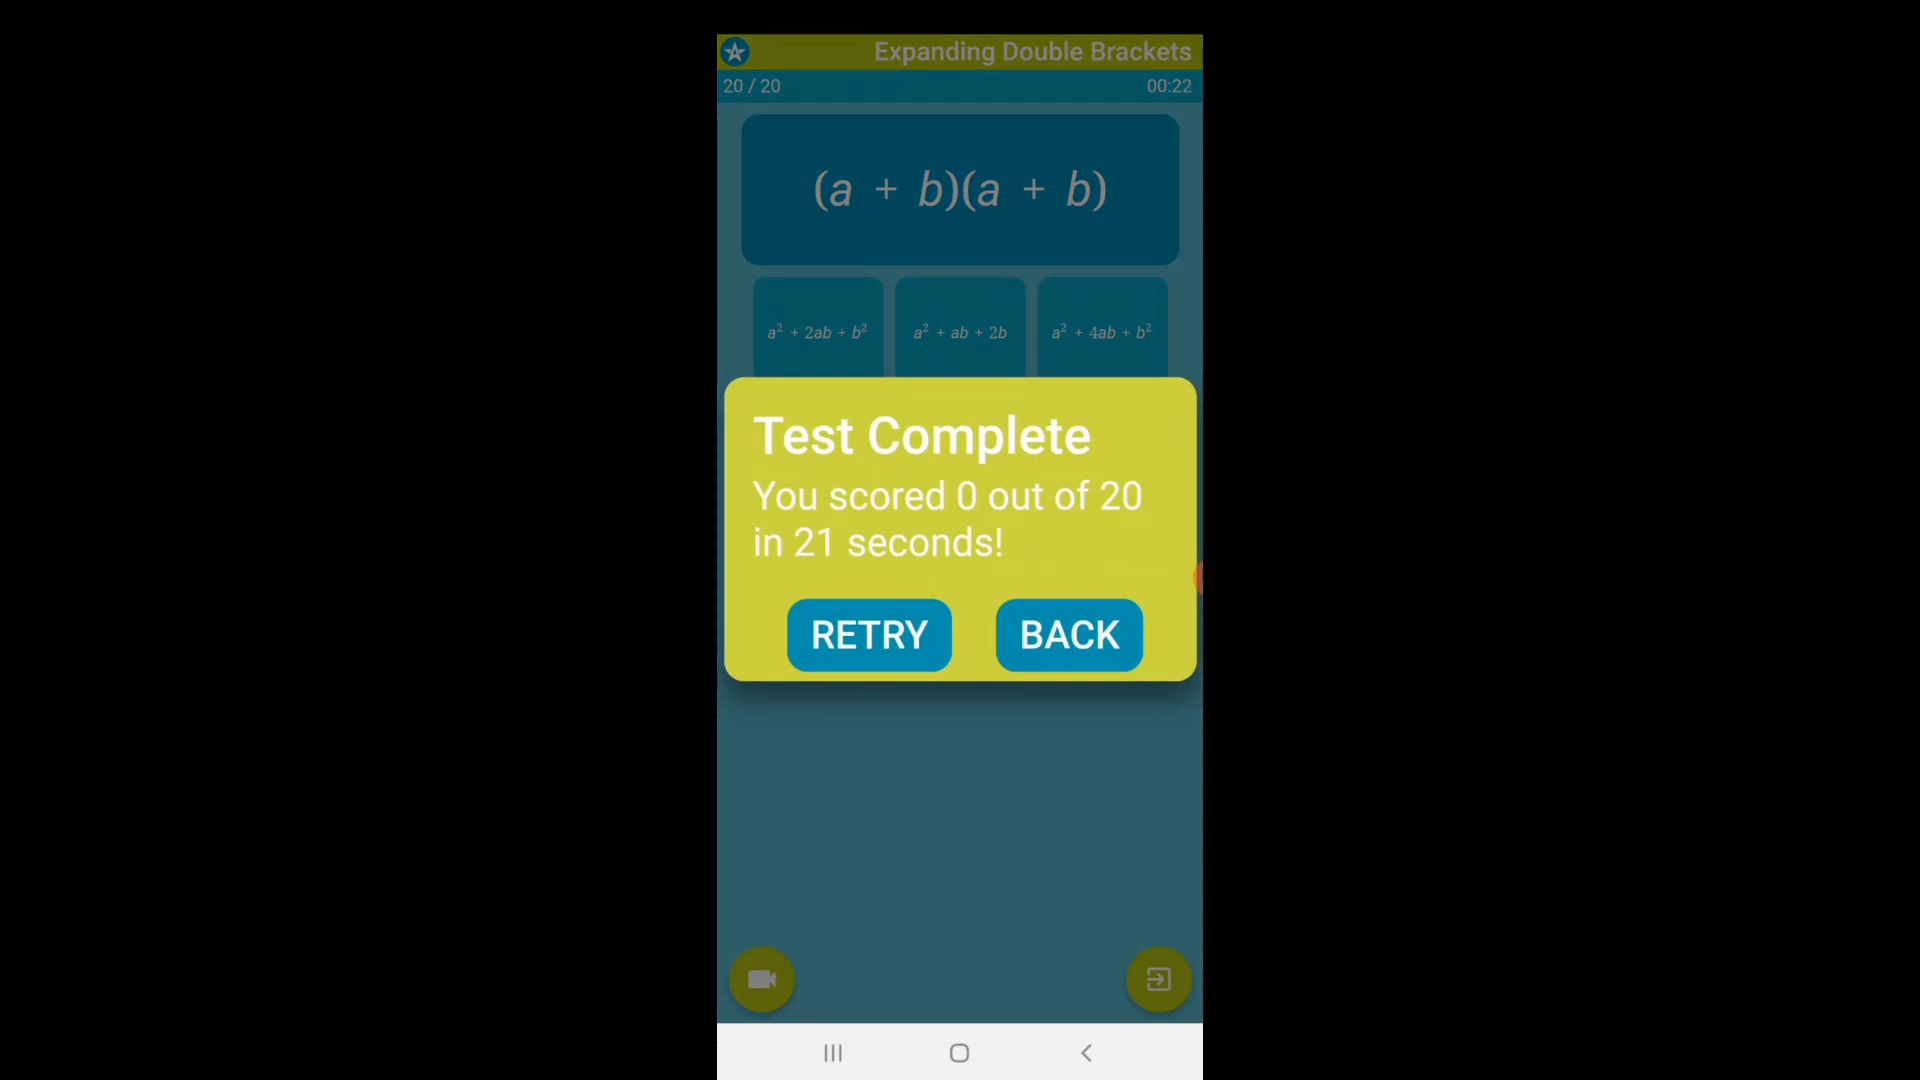 Expanding Double Brackets
20 / 20 00:22
(a + b)(a + b)
a² + 2ab + b² a² + ab + 2b a² + 4ab + b²
Test Complete
You scored 0 out of 20
in 21 seconds!
RETRY BACK